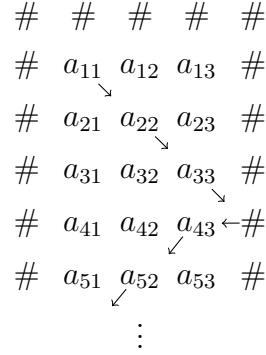 # # # # #
# a₁₁ a₁₂ a₁₃ #
↘
# a₂₁ a₂₂ a₂₃ #
↘
# a₃₁ a₃₂ a₃₃ #
↘
# a₄₁ a₄₂ a₄₃ ←#
↙
# a₅₁ a₅₂ a₅₃ #
↙
⋮